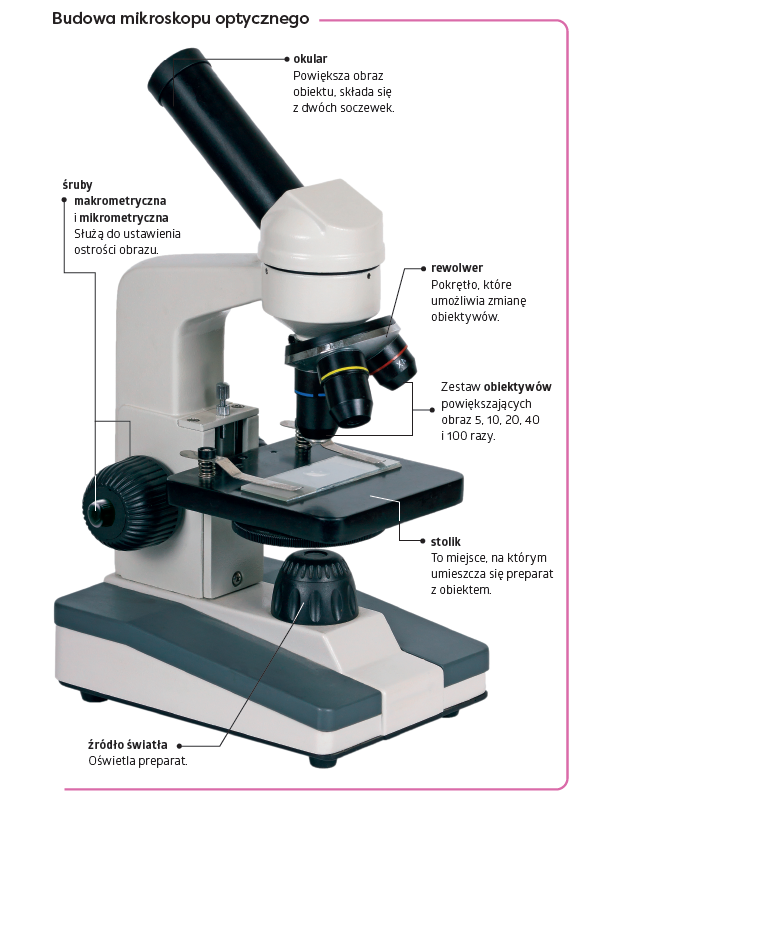 Budowa mikroskopu optycznego
okular
Powiększa obraz
obiektu, składa się
z dwóch soczewek.
śruby
makrometryczna
i mikrometryczna
Służą do ustawienia
ostrości obrazu.
rewolwer
Pokrętło, które
umożliwia zmianę
obiektywów.
Zestaw obiektywów
powiększających
obraz 5, 10, 20, 40
i 100 razy.
stolik
To miejsce, na którym
umieszcza się preparat
z obiektem.
źródło światła
Oświetla preparat.